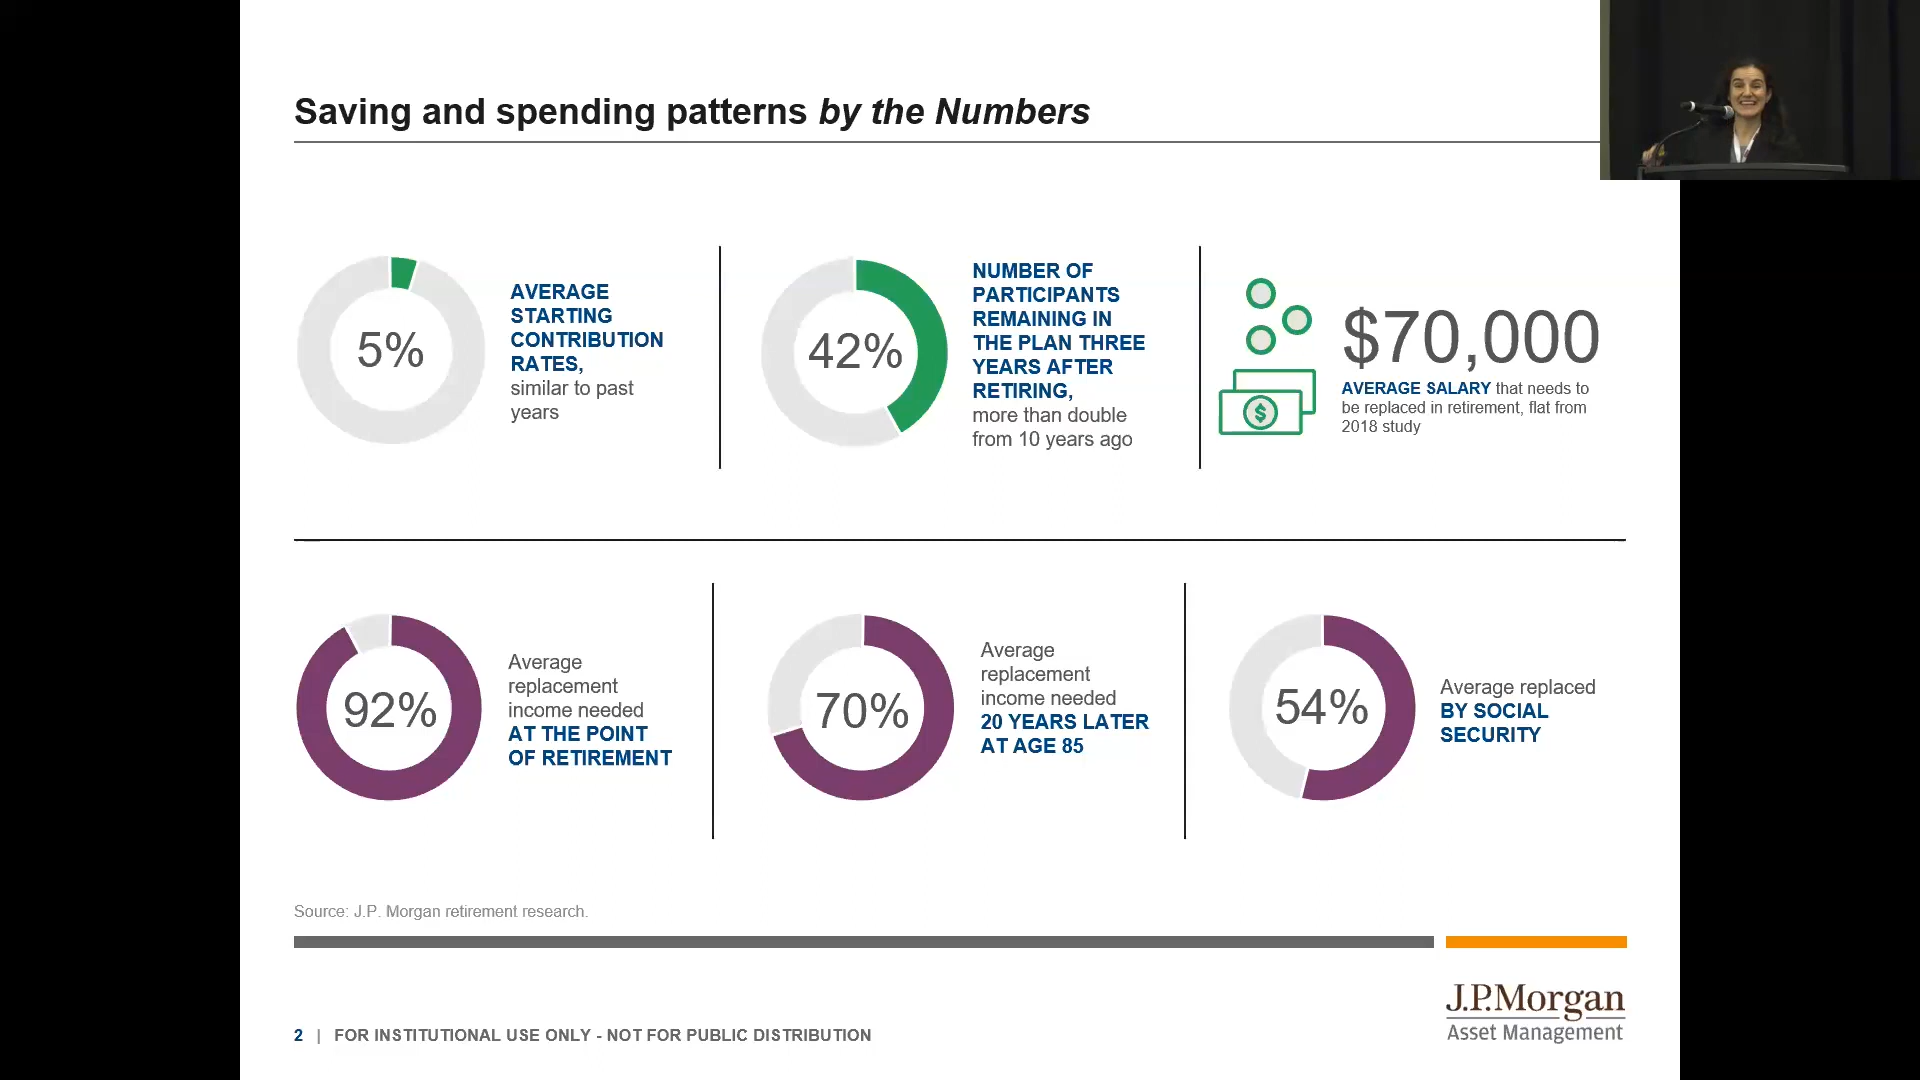 Saving and spending patterns by the Numbers
5%
AVERAGE
STARTING
CONTRIBUTION
RATES,
similar to past
years
42%
NUMBER OF
PARTICIPANTS
REMAINING IN
THE PLAN THREE
YEARS AFTER
RETIRING,
more than double
from 10 years ago
$
$70,000
AVERAGE SALARY that needs to
be replaced in retirement, flat from
2018 study
92%
Average
replacement
income needed
AT THE POINT
OF RETIREMENT
70%
Average
replacement
income needed
20 YEARS LATER
AT AGE 85
54%
Average replaced
BY SOCIAL
SECURITY
Source: J.P. Morgan retirement research.
J.P.Morgan
Asset Management
2 | FOR INSTITUTIONAL USE ONLY - NOT FOR PUBLIC DISTRIBUTION